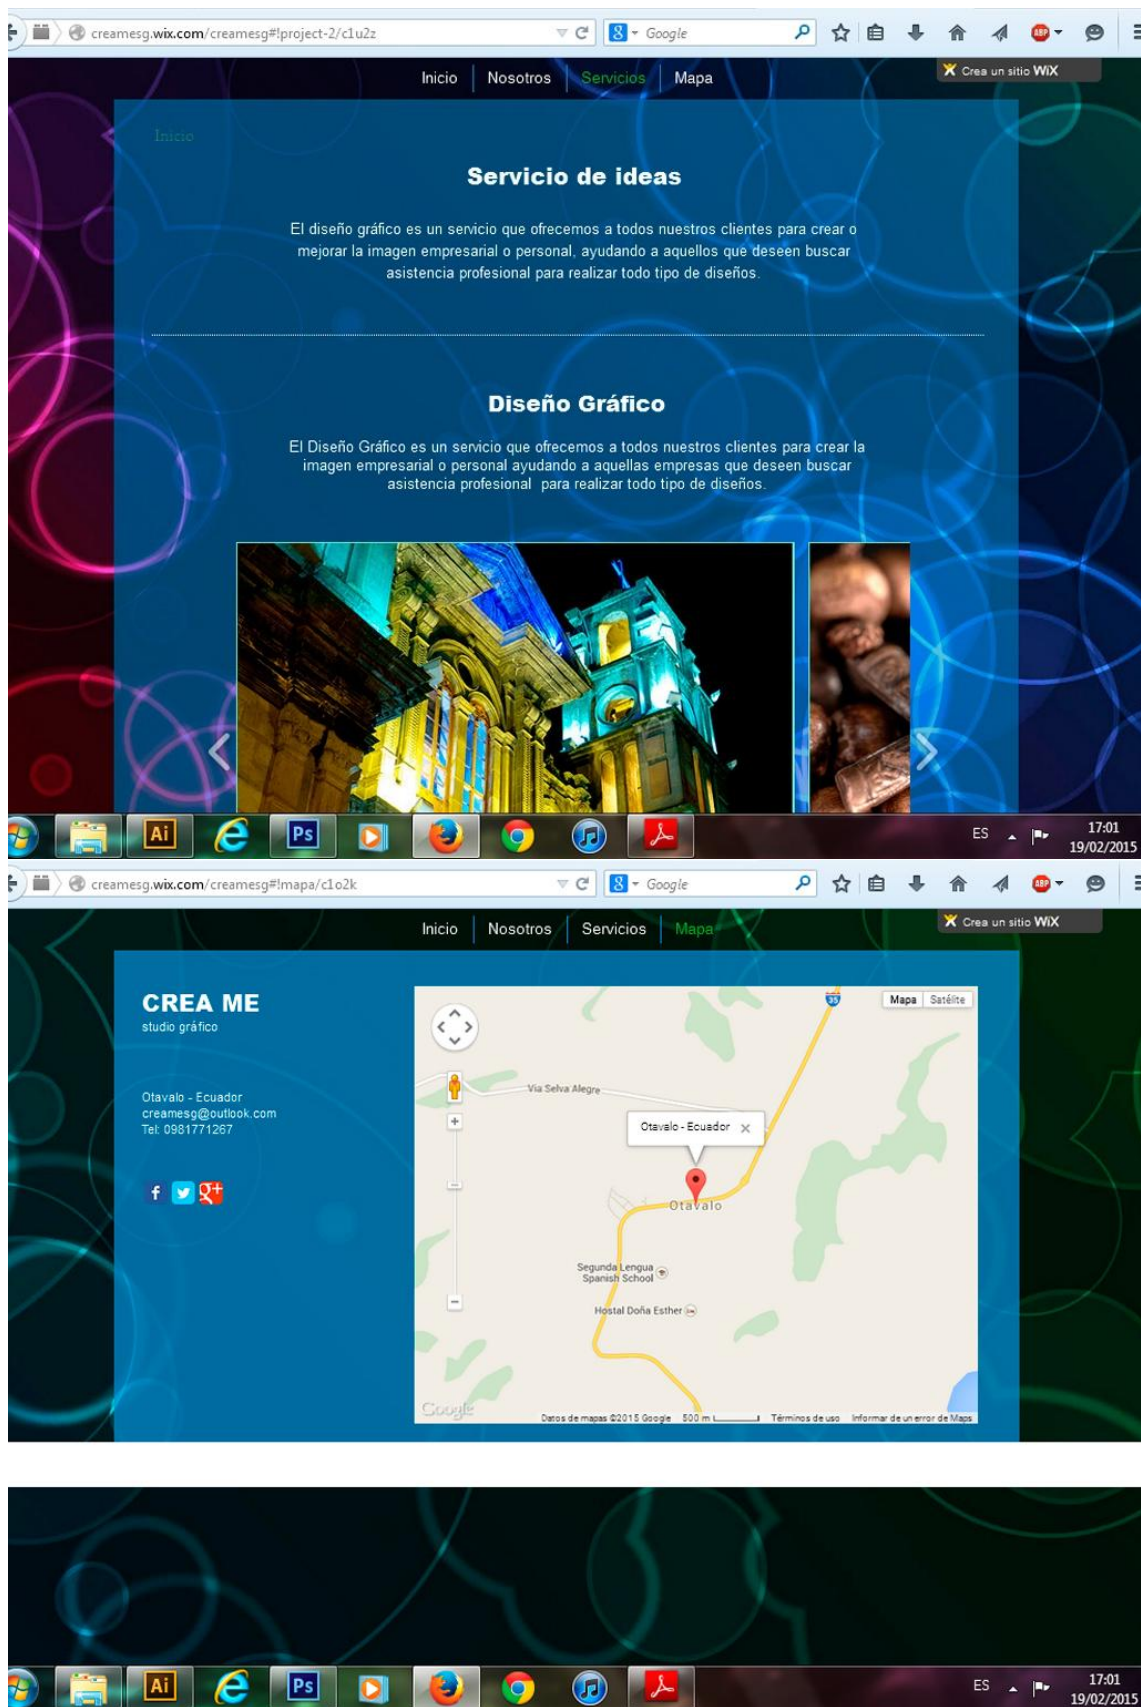 creamesg.wix.com/creamesg#!project-2/c1u2z
Google
ABP
Inicio Nosotros Servicios Mapa
Crea un sitio WiX
Inicio
Servicio de ideas
El diseño gráfico es un servicio que ofrecemos a todos nuestros clientes para crear o
mejorar la imagen empresarial o personal, ayudando a aquellos que deseen buscar
asistencia profesional para realizar todo tipo de diseños.
Diseño Gráfico
El Diseño Gráfico es un servicio que ofrecemos a todos nuestros clientes para crear la
imagen empresarial o personal ayudando a aquellas empresas que deseen buscar
asistencia profesional para realizar todo tipo de diseños.
Ai Ps
ES
17:01
19/02/2015
creamesg.wix.com/creamesg#!mapa/c1o2k
Google
ABP
Inicio Nosotros Servicios Mapa
Crea un sitio WiX
CREA ME
studio gráfico
Otavalo - Ecuador
creamesg@outlook.com
Tel: 0981771267
35
Mapa Satélite
Via Selva Alegre
Otavalo - Ecuador
Otavalo
Segunda Lengua
Spanish School
Hostal Doña Esther
Google
Datos de mapas ©2015 Google 500 m Términos de uso Informar de un error de Maps
Ai Ps
ES
17:01
19/02/2015